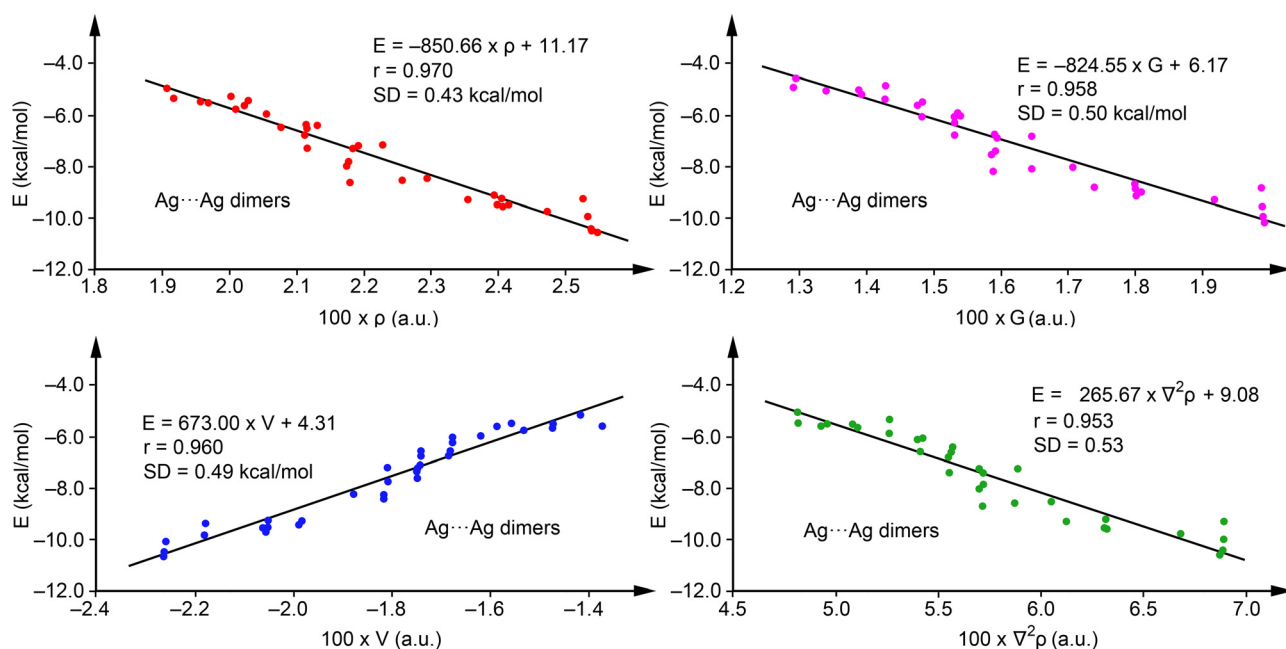 E = –850.66 x ρ + 11.17
r = 0.970
SD = 0.43 kcal/mol
Ag···Ag dimers
E (kcal/mol)
–4.0
–6.0
–8.0
–10.0
–12.0
1.8
1.9
2.0
2.1
2.2
2.3
2.4
2.5
100 x ρ (a.u.)
E = –824.55 x G + 6.17
r = 0.958
SD = 0.50 kcal/mol
Ag···Ag dimers
E (kcal/mol)
–4.0
–6.0
–8.0
–10.0
–12.0
1.2
1.3
1.4
1.5
1.6
1.7
1.8
1.9
100 x G (a.u.)
E = 673.00 x V + 4.31
r = 0.960
SD = 0.49 kcal/mol
Ag···Ag dimers
E (kcal/mol)
–4.0
–6.0
–8.0
–10.0
–12.0
–2.4
–2.2
–2.0
–1.8
–1.6
–1.4
100 x V (a.u.)
E = 265.67 x ∇²ρ + 9.08
r = 0.953
SD = 0.53
Ag···Ag dimers
E (kcal/mol)
–4.0
–6.0
–8.0
–10.0
–12.0
4.5
5.0
5.5
6.0
6.5
7.0
100 x ∇²ρ (a.u.)